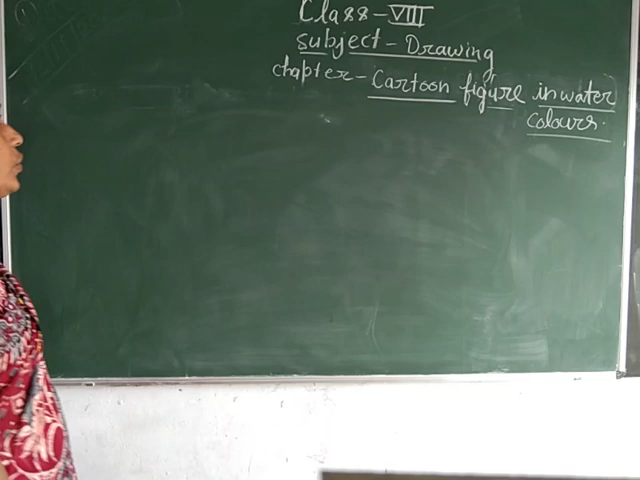 Class - VIII
subject - Drawing
chapter - Cartoon figure in water
colours.